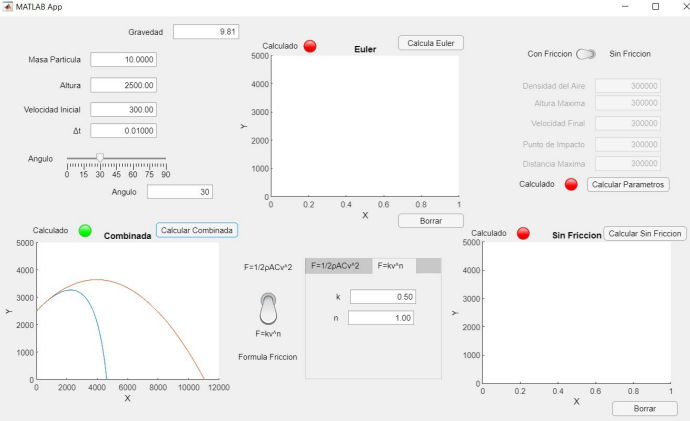 MATLAB App
Gravedad 9.81
Masa Particula 10.0000
Altura 2500.00
Velocidad Inicial 300.00
Δt 0.01000
Angulo
0 15 30 45 60 75 90
Angulo 30
Calculado Euler Calcula Euler
5000
4000
3000
2000
1000
0
Y
0 0.2 0.4 0.6 0.8 1
X
Borrar
Con Friccion Sin Friccion
Densidad del Aire 300000
Altura Maxima 300000
Velocidad Final 300000
Punto de Impacto 300000
Distancia Maxima 300000
Calculado Calcular Parametros
Calculado Combinada Calcular Combinada
5000
4000
3000
2000
1000
0
Y
0 2000 4000 6000 8000 10000 12000
X
F=1/2ρACv^2
F=kv^n
Formula Friccion
F=1/2ρACv^2 F=kv^n
k 0.50
n 1.00
Calculado Sin Friccion Calcular Sin Friccion
5000
4000
3000
2000
1000
0
Y
0 0.2 0.4 0.6 0.8 1
X
Borrar